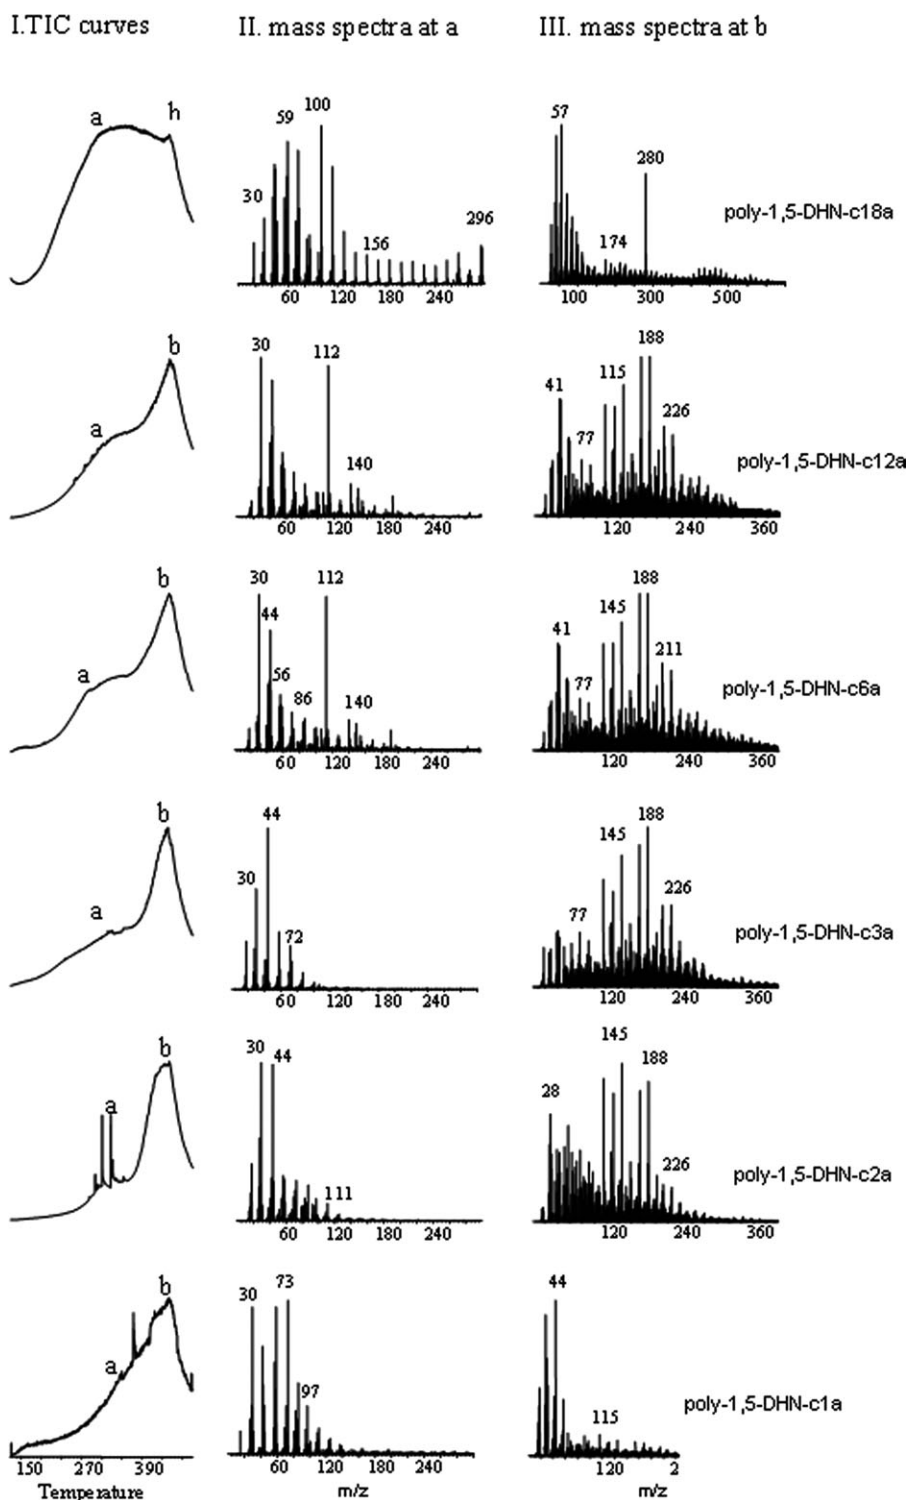 I.TIC curves II. mass spectra at a III. mass spectra at b
a h
30 59 100 156 296
60 120 180 240
57 174 280
100 300 500
poly-1,5-DHN-c18a
a b
30 112 140
60 120 180 240
41 77 115 188 226
120 240 360
poly-1,5-DHN-c12a
a b
30 44 56 86 112 140
60 120 180 240
41 77 145 188 211
120 240 360
poly-1,5-DHN-c6a
a b
30 44 72
60 120 180 240
77 145 188 226
120 240 360
poly-1,5-DHN-c3a
a b
30 44 111
60 120 180 240
28 145 188 226
120 240 360
poly-1,5-DHN-c2a
a b
30 73 97
60 120 180 240
44 115
120 2
poly-1,5-DHN-c1a
150 270 390
Temperature m/z m/z